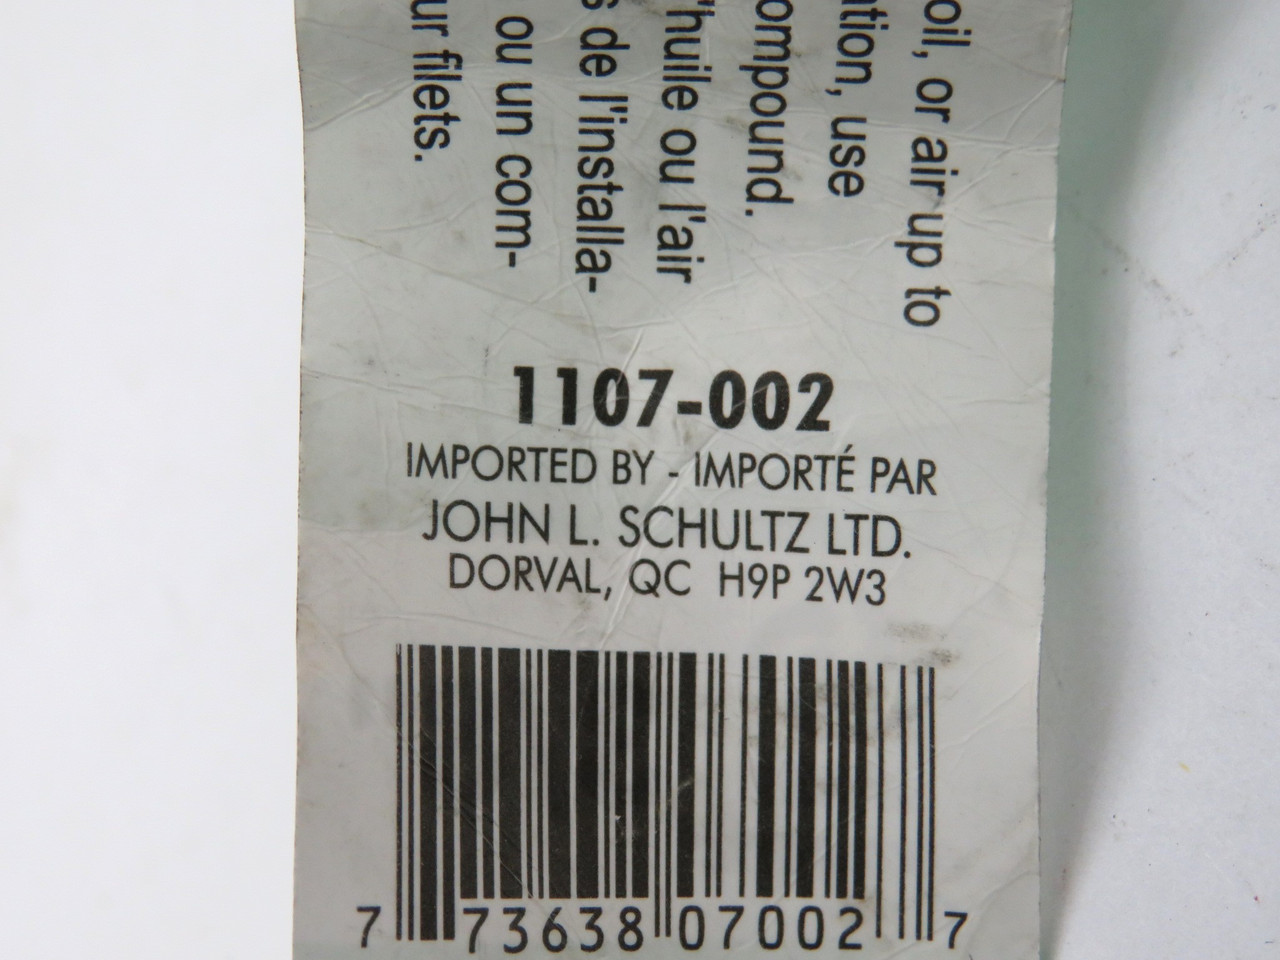 oil, or air up to
ation, use
ompound.
'huile ou l'air
s de l'installa-
ou un com-
ur filets.
1107-002
IMPORTED BY - IMPORTÉ PAR
JOHN L. SCHULTZ LTD.
DORVAL, QC H9P 2W3
7 73638 07002 7